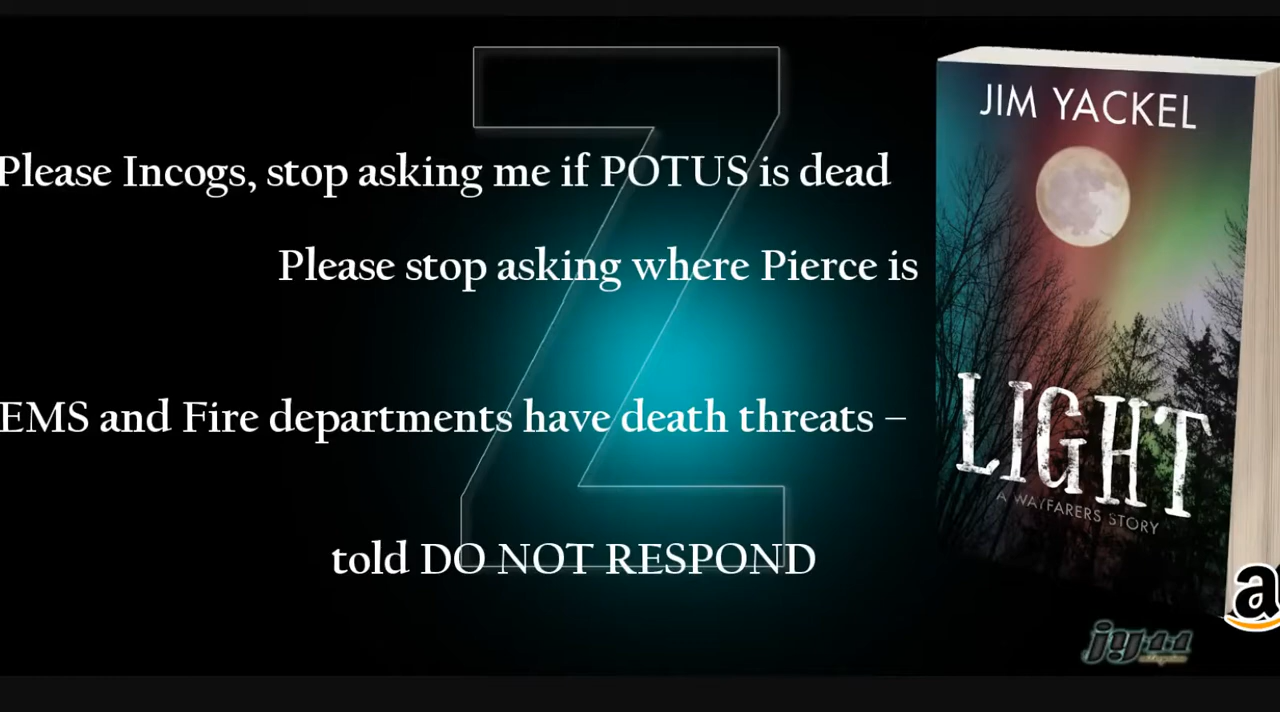 Z
Please Incogs, stop asking me if POTUS is dead
Please stop asking where Pierce is
EMS and Fire departments have death threats –
told DO NOT RESPOND
JIM YACKEL
LIGHT
A WAYFARERS STORY
a